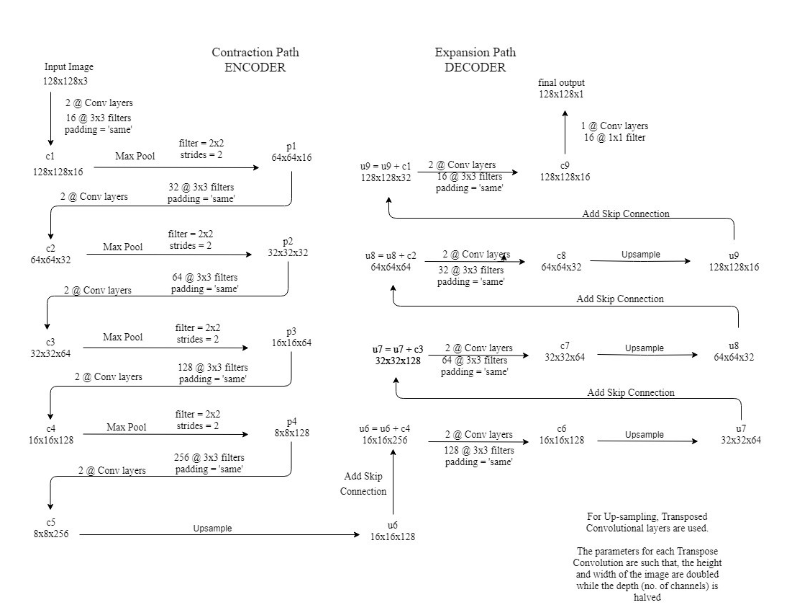 Contraction Path
ENCODER
Expansion Path
DECODER
Input Image
128x128x3
2 @ Conv layers
16 @ 3x3 filters
padding = 'same'
c1
128x128x16
Max Pool
filter = 2x2
strides = 2
p1
64x64x16
2 @ Conv layers
32 @ 3x3 filters
padding = 'same'
c2
64x64x32
Max Pool
filter = 2x2
strides = 2
p2
32x32x32
2 @ Conv layers
64 @ 3x3 filters
padding = 'same'
c3
32x32x64
Max Pool
filter = 2x2
strides = 2
p3
16x16x64
2 @ Conv layers
128 @ 3x3 filters
padding = 'same'
c4
16x16x128
Max Pool
filter = 2x2
strides = 2
p4
8x8x128
2 @ Conv layers
256 @ 3x3 filters
padding = 'same'
c5
8x8x256
Upsample
u6
16x16x128
Add Skip
Connection
u6 = u6 + c4
16x16x256
2 @ Conv layers
128 @ 3x3 filters
padding = 'same'
c6
16x16x128
Upsample
u7
32x32x64
Add Skip Connection
u7 = u7 + c3
32x32x128
2 @ Conv layers
64 @ 3x3 filters
padding = 'same'
c7
32x32x64
Upsample
u8
64x64x32
Add Skip Connection
u8 = u8 + c2
64x64x64
2 @ Conv layers
32 @ 3x3 filters
padding = 'same'
c8
64x64x32
Upsample
u9
128x128x16
Add Skip Connection
u9 = u9 + c1
128x128x32
2 @ Conv layers
16 @ 3x3 filters
padding = 'same'
c9
128x128x16
1 @ Conv layers
16 @ 1x1 filter
final output
128x128x1
For Up-sampling, Transposed
Convolutional layers are used.
The parameters for each Transpose
Convolution are such that, the height
and width of the image are doubled
while the depth (no. of channels) is
halved